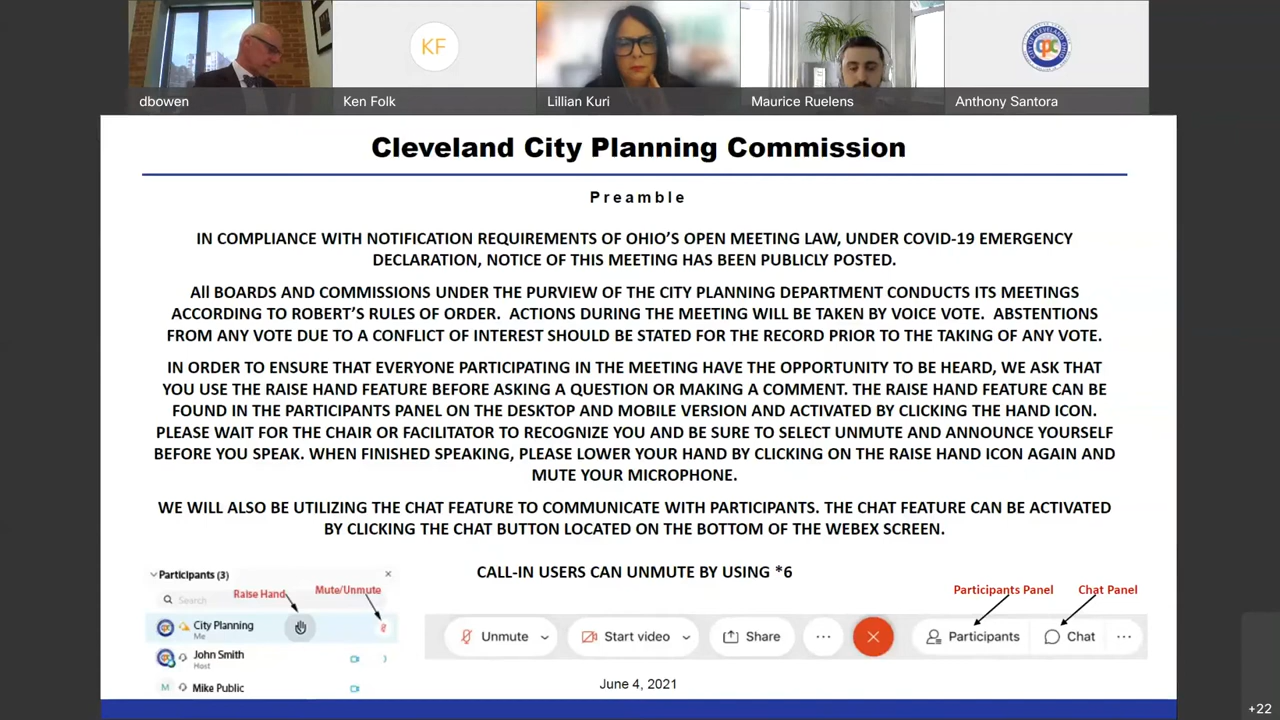 KF
dbowen
Ken Folk
Lillian Kuri
Maurice Ruelens
Anthony Santora
Cleveland City Planning Commission
Preamble
IN COMPLIANCE WITH NOTIFICATION REQUIREMENTS OF OHIO'S OPEN MEETING LAW, UNDER COVID-19 EMERGENCY
DECLARATION, NOTICE OF THIS MEETING HAS BEEN PUBLICLY POSTED.
All BOARDS AND COMMISSIONS UNDER THE PURVIEW OF THE CITY PLANNING DEPARTMENT CONDUCTS ITS MEETINGS
ACCORDING TO ROBERT'S RULES OF ORDER.  ACTIONS DURING THE MEETING WILL BE TAKEN BY VOICE VOTE.  ABSTENTIONS
FROM ANY VOTE DUE TO A CONFLICT OF INTEREST SHOULD BE STATED FOR THE RECORD PRIOR TO THE TAKING OF ANY VOTE.
IN ORDER TO ENSURE THAT EVERYONE PARTICIPATING IN THE MEETING HAVE THE OPPORTUNITY TO BE HEARD, WE ASK THAT
YOU USE THE RAISE HAND FEATURE BEFORE ASKING A QUESTION OR MAKING A COMMENT. THE RAISE HAND FEATURE CAN BE
FOUND IN THE PARTICIPANTS PANEL ON THE DESKTOP AND MOBILE VERSION AND ACTIVATED BY CLICKING THE HAND ICON.
PLEASE WAIT FOR THE CHAIR OR FACILITATOR TO RECOGNIZE YOU AND BE SURE TO SELECT UNMUTE AND ANNOUNCE YOURSELF
BEFORE YOU SPEAK. WHEN FINISHED SPEAKING, PLEASE LOWER YOUR HAND BY CLICKING ON THE RAISE HAND ICON AGAIN AND
MUTE YOUR MICROPHONE.
WE WILL ALSO BE UTILIZING THE CHAT FEATURE TO COMMUNICATE WITH PARTICIPANTS. THE CHAT FEATURE CAN BE ACTIVATED
BY CLICKING THE CHAT BUTTON LOCATED ON THE BOTTOM OF THE WEBEX SCREEN.
CALL-IN USERS CAN UNMUTE BY USING *6
Participants (3)
Raise Hand
Mute/Unmute
Search
City Planning
Me
John Smith
Host
M
Mike Public
Participants Panel
Chat Panel
Unmute
Start video
Share
Participants
Chat
June 4, 2021
+22